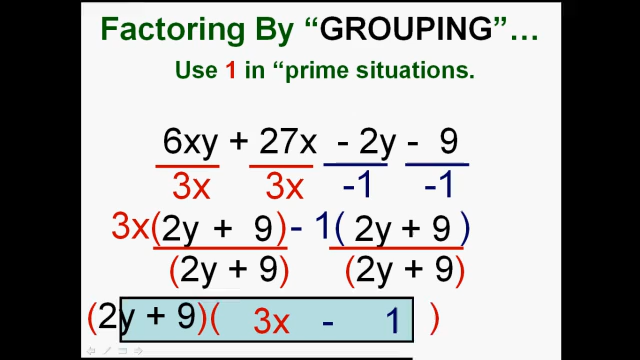 Factoring By “GROUPING”…
Use 1 in “prime situations.
6xy + 27x - 2y - 9
3x 3x -1 -1
3x(2y + 9) - 1(2y + 9)
(2y + 9) (2y + 9)
(2y + 9)( 3x - 1 )